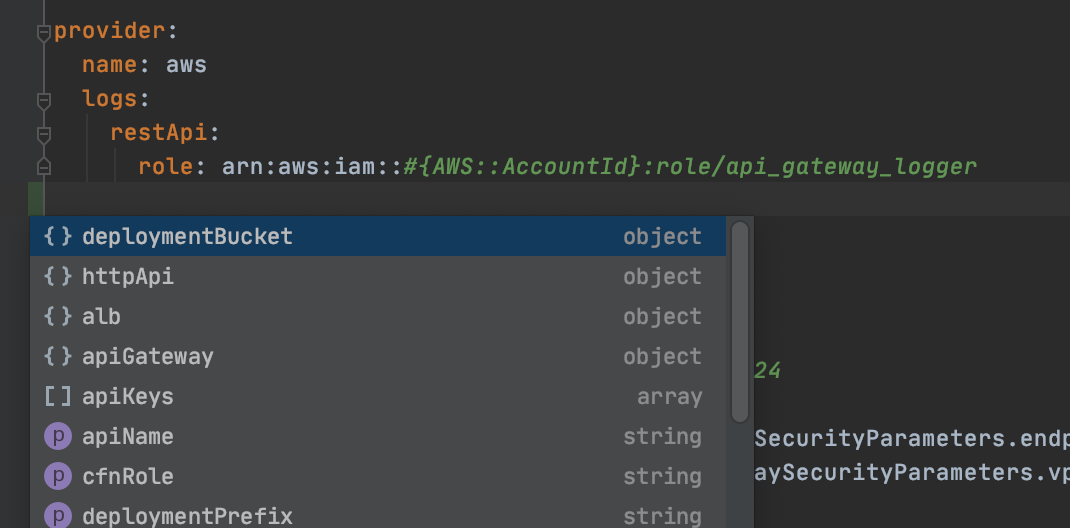 provider:
name: aws
logs:
restApi:
role: arn:aws:iam::#{AWS::AccountId}:role/api_gateway_logger
{ } deploymentBucket object
{ } httpApi object
{ } alb object
{ } apiGateway object
24
[ ] apiKeys array
p apiName string
SecurityParameters.endp
p cfnRole string
aySecurityParameters.vp
p deploymentPrefix string